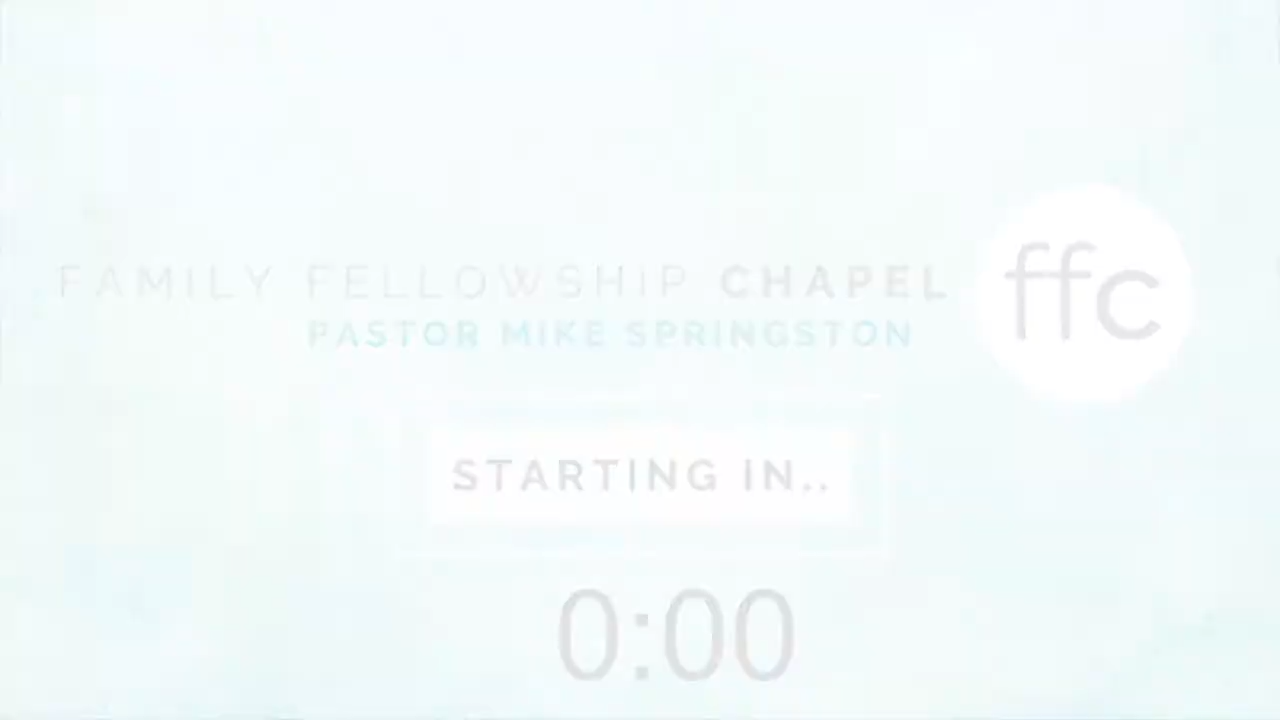 FAMILY FELLOWSHIP CHAPEL
PASTOR MIKE SPRINGSTON
ffc
STARTING IN..
0:00